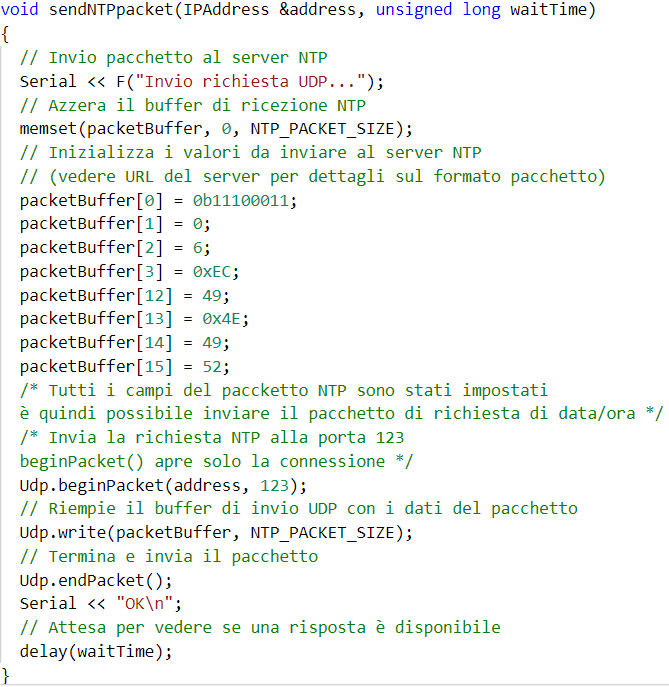 void sendNTPpacket(IPAddress &address, unsigned long waitTime)
{
// Invio pacchetto al server NTP
Serial << F("Invio richiesta UDP...");
// Azzera il buffer di ricezione NTP
memset(packetBuffer, 0, NTP_PACKET_SIZE);
// Inizializza i valori da inviare al server NTP
// (vedere URL del server per dettagli sul formato pacchetto)
packetBuffer[0] = 0b11100011;
packetBuffer[1] = 0;
packetBuffer[2] = 6;
packetBuffer[3] = 0xEC;
packetBuffer[12] = 49;
packetBuffer[13] = 0x4E;
packetBuffer[14] = 49;
packetBuffer[15] = 52;
/* Tutti i campi del paccketto NTP sono stati impostati
è quindi possibile inviare il pacchetto di richiesta di data/ora */
/* Invia la richiesta NTP alla porta 123
beginPacket() apre solo la connessione */
Udp.beginPacket(address, 123);
// Riempie il buffer di invio UDP con i dati del pacchetto
Udp.write(packetBuffer, NTP_PACKET_SIZE);
// Termina e invia il pacchetto
Udp.endPacket();
Serial << "OK\n";
// Attesa per vedere se una risposta è disponibile
delay(waitTime);
}